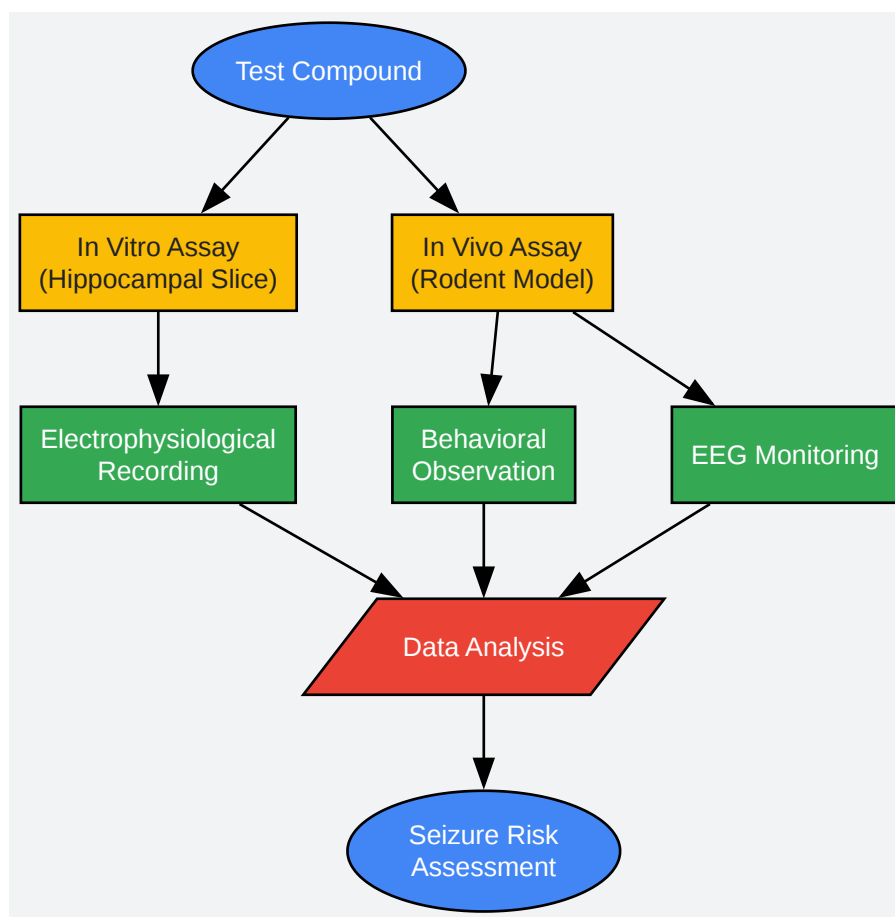 Test Compound
In Vitro Assay
(Hippocampal Slice)
In Vivo Assay
(Rodent Model)
Electrophysiological
Recording
Behavioral
Observation
EEG Monitoring
Data Analysis
Seizure Risk
Assessment